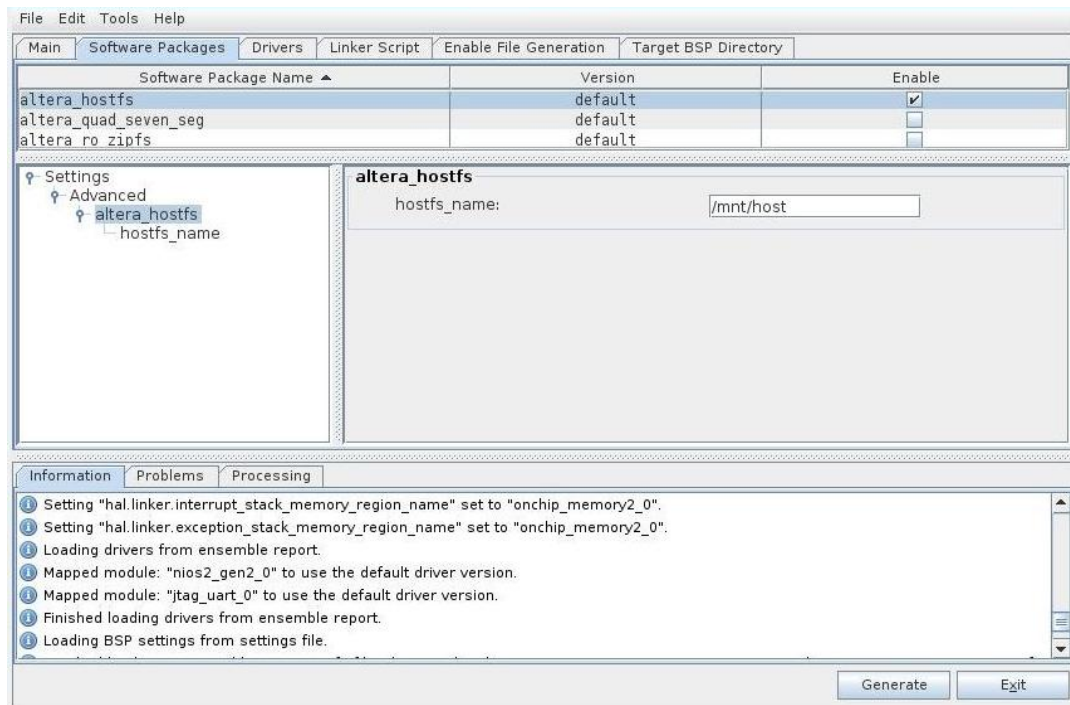 File Edit Tools Help
Main Software Packages Drivers Linker Script Enable File Generation Target BSP Directory
Software Package Name Version Enable
altera_hostfs default
altera_quad_seven_seg default
altera_ro_zipfs default
Settings
Advanced
altera_hostfs
hostfs_name
altera_hostfs
hostfs_name: /mnt/host
Information Problems Processing
Setting "hal.linker.interrupt_stack_memory_region_name" set to "onchip_memory2_0".
Setting "hal.linker.exception_stack_memory_region_name" set to "onchip_memory2_0".
Loading drivers from ensemble report.
Mapped module: "nios2_gen2_0" to use the default driver version.
Mapped module: "jtag_uart_0" to use the default driver version.
Finished loading drivers from ensemble report.
Loading BSP settings from settings file.
Generate Exit